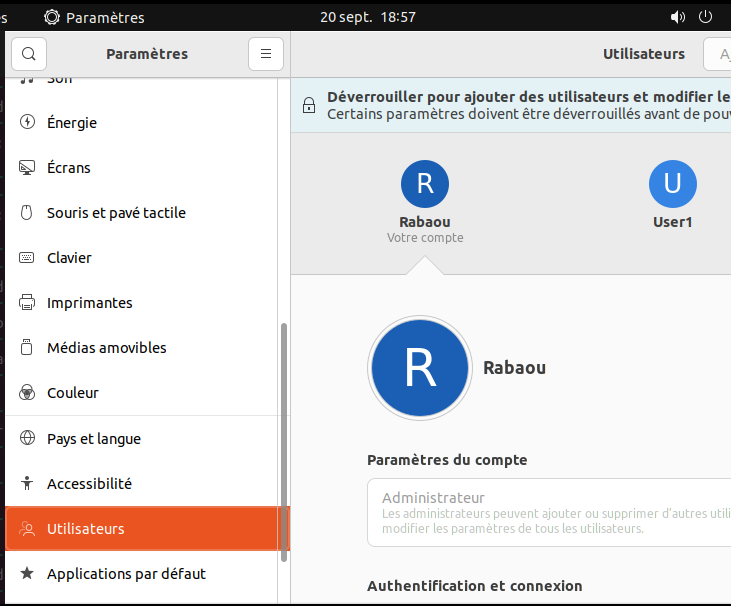 Paramètres
20 sept. 18:57
Paramètres
Utilisateurs
Son
Énergie
Écrans
Souris et pavé tactile
Clavier
Imprimantes
Médias amovibles
Couleur
Pays et langue
Accessibilité
Utilisateurs
Applications par défaut
Déverrouiller pour ajouter des utilisateurs et modifier le
Certains paramètres doivent être déverrouillés avant de pouv
R
Rabaou
Votre compte
U
User1
R
Rabaou
Paramètres du compte
Administrateur
Les administrateurs peuvent ajouter ou supprimer d'autres utili
modifier les paramètres de tous les utilisateurs.
Authentification et connexion